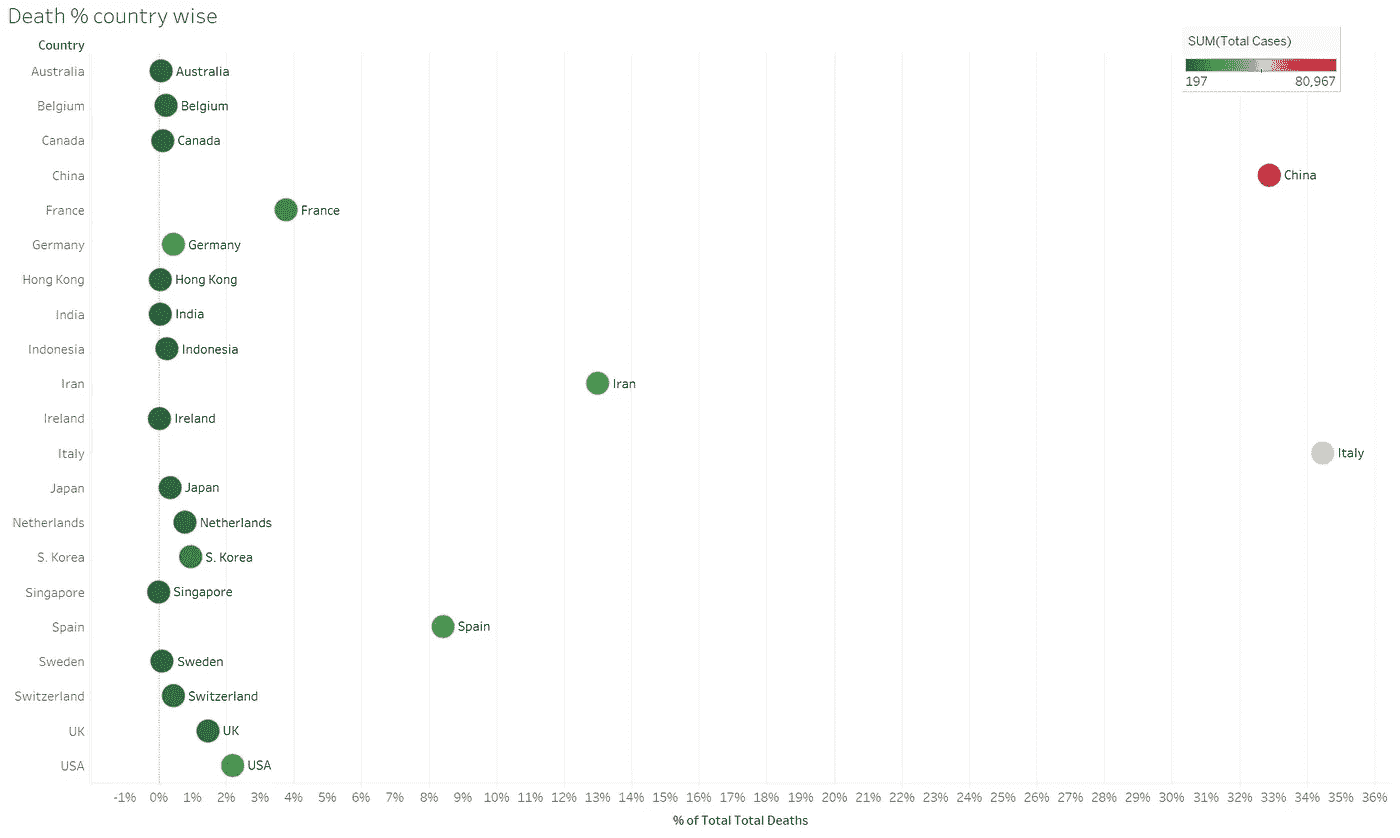 Death % country wise
Country
SUM(Total Cases)
197 80,967
Australia Australia
Belgium Belgium
Canada Canada
China China
France France
Germany Germany
Hong Kong Hong Kong
India India
Indonesia Indonesia
Iran Iran
Ireland Ireland
Italy Italy
Japan Japan
Netherlands Netherlands
S. Korea S. Korea
Singapore Singapore
Spain Spain
Sweden Sweden
Switzerland Switzerland
UK UK
USA USA
-1% 0% 1% 2% 3% 4% 5% 6% 7% 8% 9% 10% 11% 12% 13% 14% 15% 16% 17% 18% 19% 20% 21% 22% 23% 24% 25% 26% 27% 28% 29% 30% 31% 32% 33% 34% 35% 36%
% of Total Total Deaths